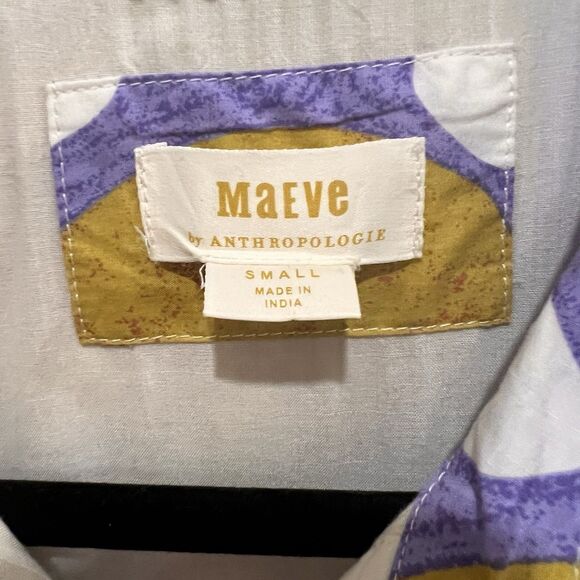 MaEVe
by ANTHROPOLOGIE
SMALL
MADE IN
INDIA